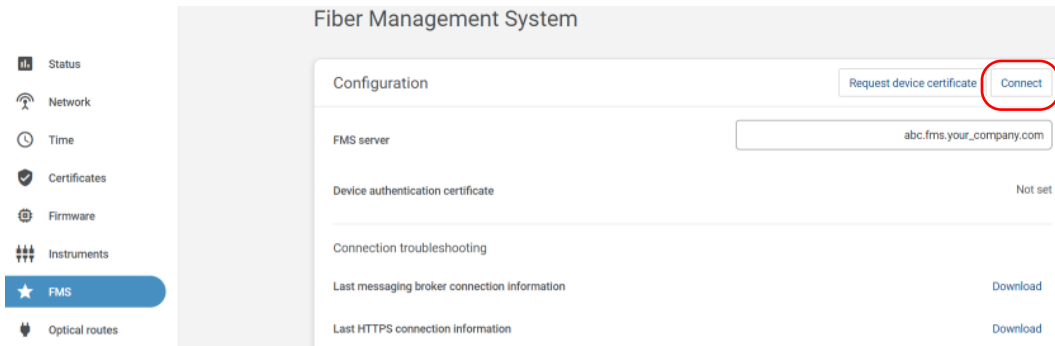 Fiber Management System
Status
Network
Time
Certificates
Firmware
Instruments
FMS
Optical routes
Configuration
Request device certificate
Connect
FMS server
abc.fms.your_company.com
Device authentication certificate
Not set
Connection troubleshooting
Last messaging broker connection information
Download
Last HTTPS connection information
Download